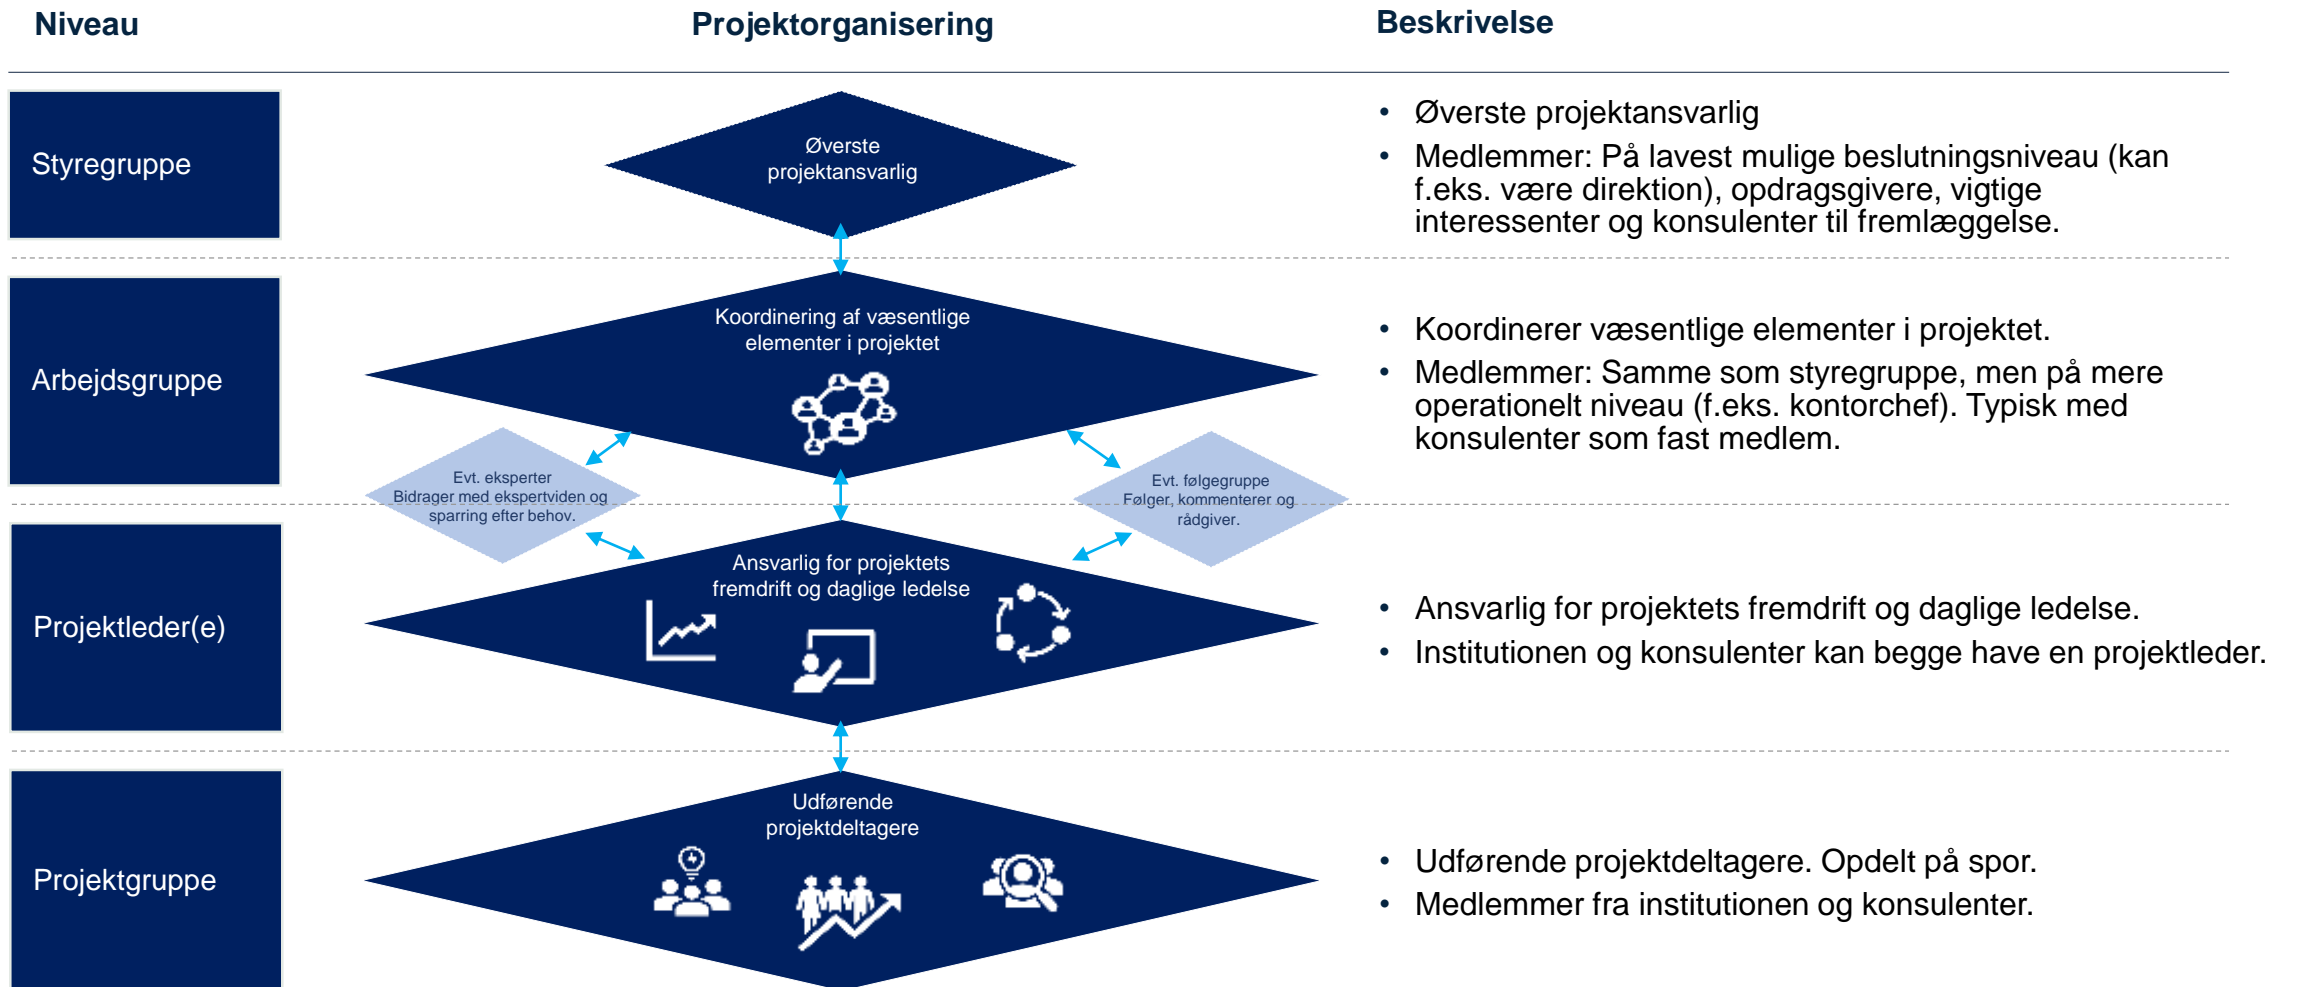 Niveau
Projektorganisering
Beskrivelse
Styregruppe
Øverste
projektansvarlig
• Øverste projektansvarlig
• Medlemmer: På lavest mulige beslutningsniveau (kan
f.eks. være direktion), opdragsgivere, vigtige
interessenter og konsulenter til fremlæggelse.
Arbejdsgruppe
Koordinering af væsentlige
elementer i projektet
• Koordinerer væsentlige elementer i projektet.
• Medlemmer: Samme som styregruppe, men på mere
operationelt niveau (f.eks. kontorchef). Typisk med
konsulenter som fast medlem.
Evt. eksperter
Bidrager med ekspertviden og
sparring efter behov.
Evt. følgegruppe
Følger, kommenterer og
rådgiver.
Projektleder(e)
Ansvarlig for projektets
fremdrift og daglige ledelse
• Ansvarlig for projektets fremdrift og daglige ledelse.
• Institutionen og konsulenter kan begge have en projektleder.
Projektgruppe
Udførende
projektdeltagere
• Udførende projektdeltagere. Opdelt på spor.
• Medlemmer fra institutionen og konsulenter.